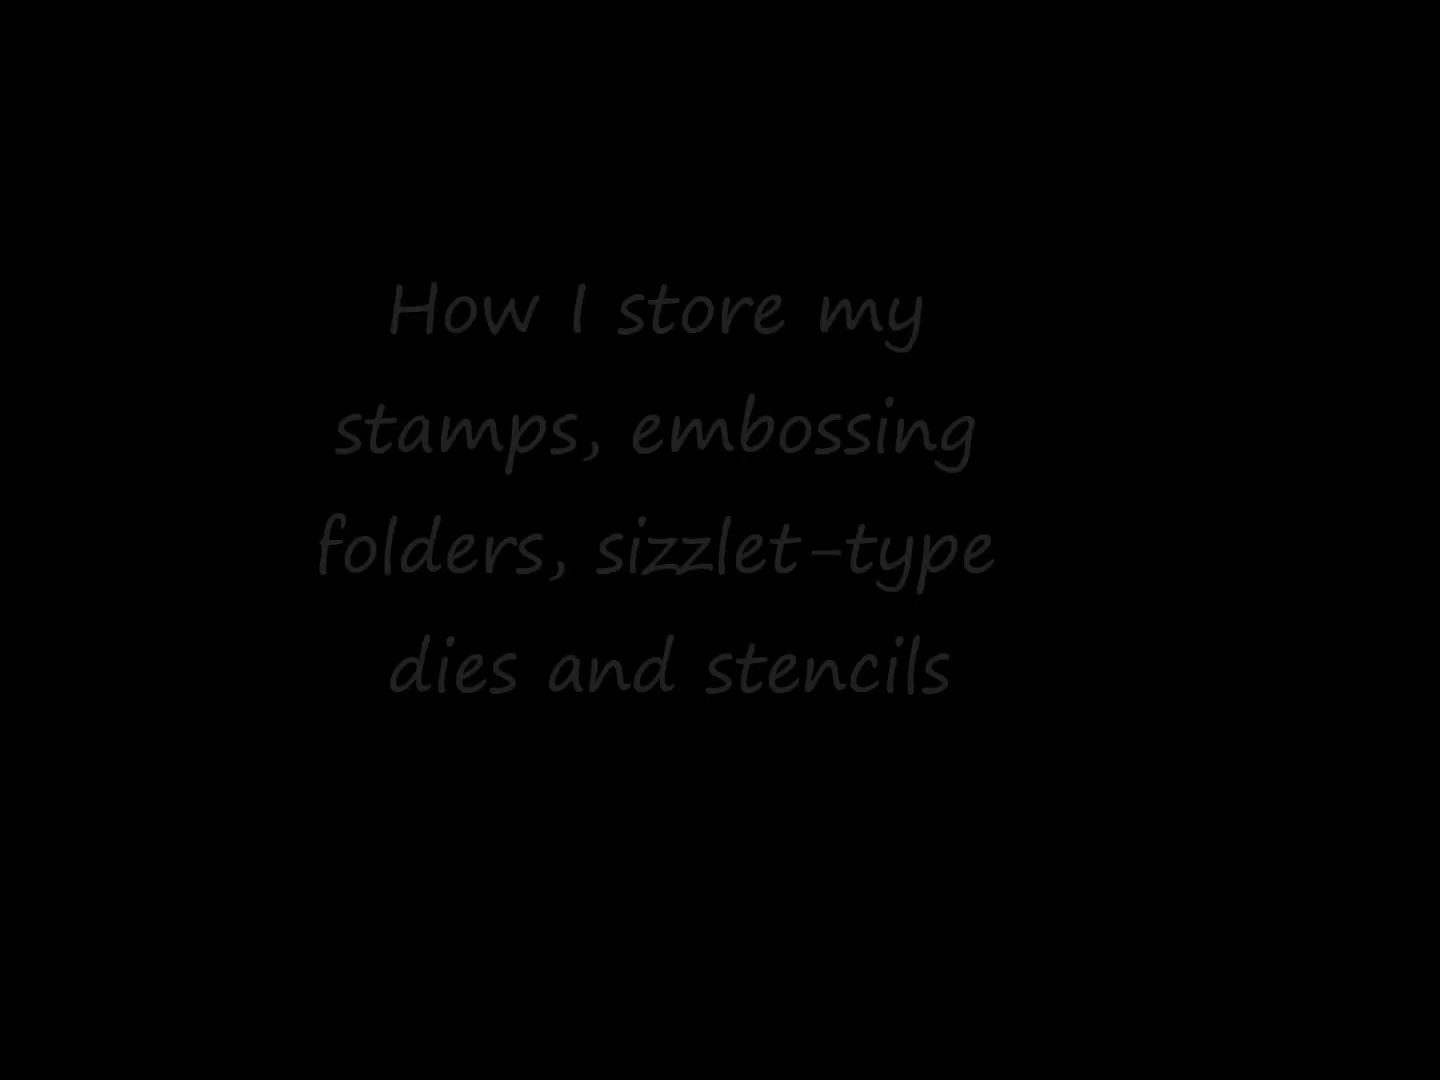 How I store my
stamps, embossing
folders, sizzlet-type
dies and stencils